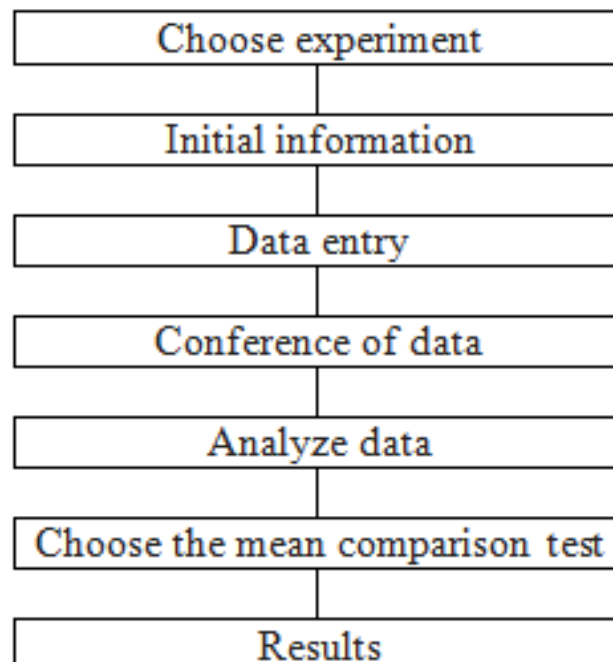 Choose experiment
Initial information
Data entry
Conference of data
Analyze data
Choose the mean comparison test
Results